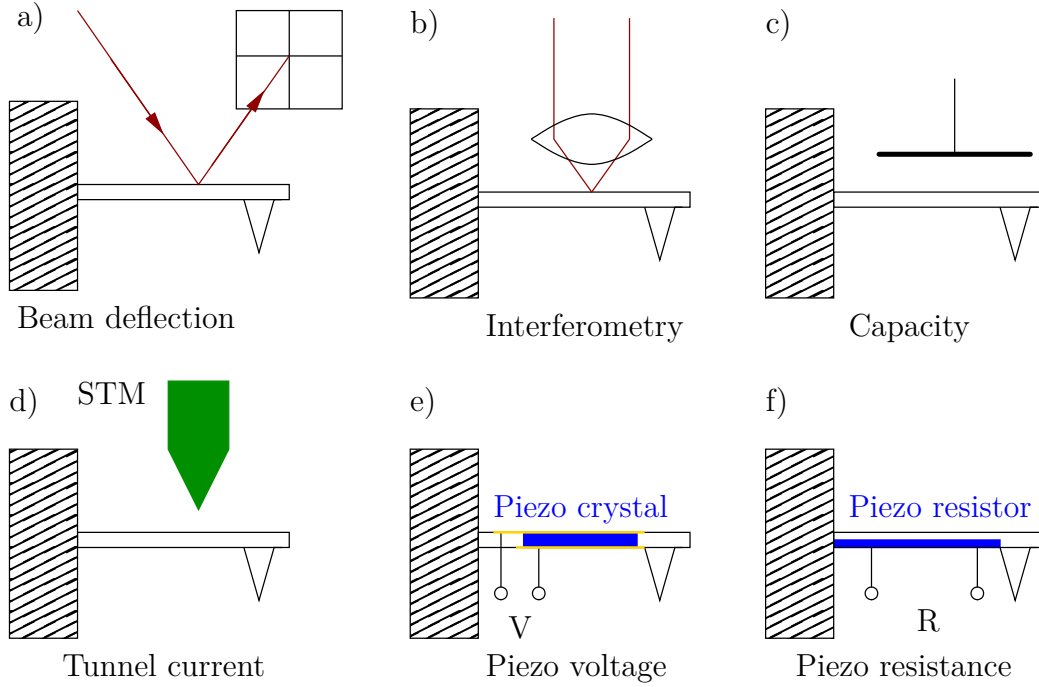 a)
b)
c)
Beam deflection
Interferometry
Capacity
d)
STM
e)
f)
Piezo crystal
Piezo resistor
V
R
Tunnel current
Piezo voltage
Piezo resistance